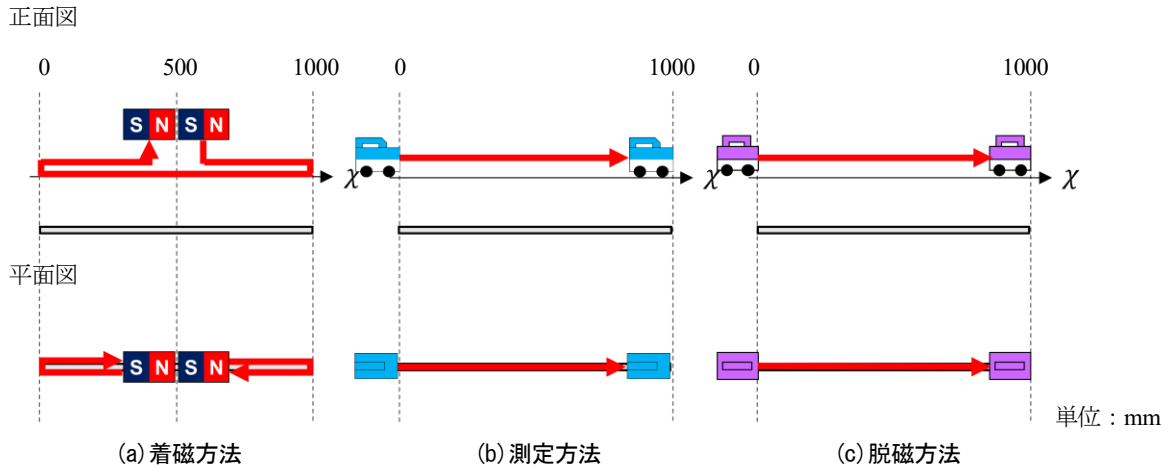 正面図
0 500 1000 0 1000 0 1000
S N S N
χ χ χ
平面図
S N S N
単位：mm
(a)着磁方法 (b)測定方法 (c)脱磁方法